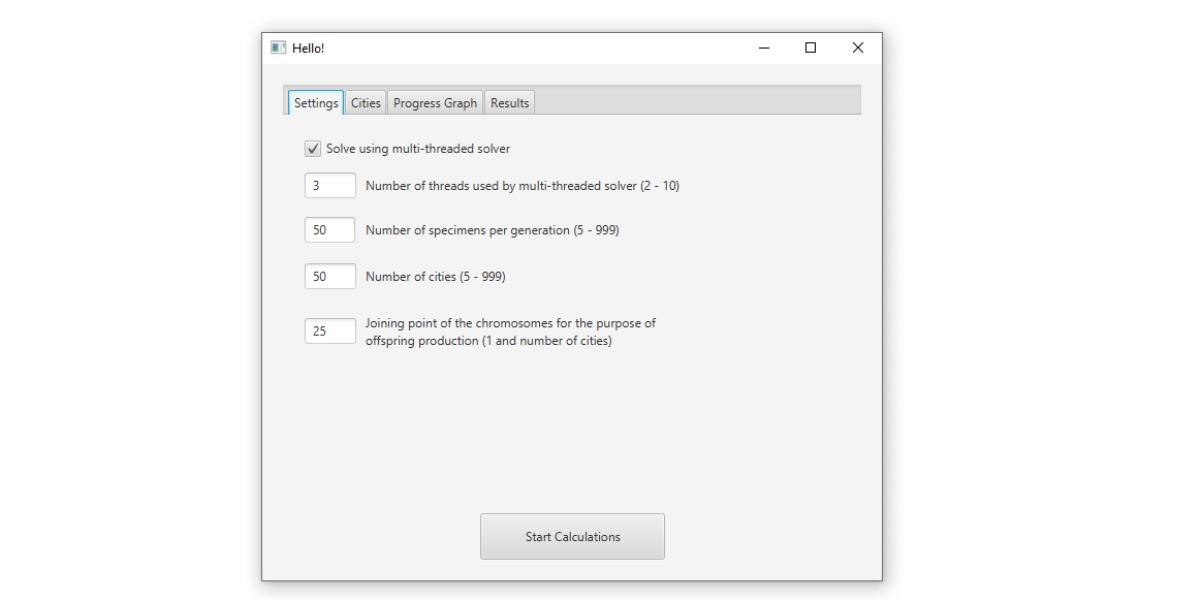 Hello!
Settings Cities Progress Graph Results
Solve using multi-threaded solver
3 Number of threads used by multi-threaded solver (2 - 10)
50 Number of specimens per generation (5 - 999)
50 Number of cities (5 - 999)
25 Joining point of the chromosomes for the purpose of
offspring production (1 and number of cities)
Start Calculations